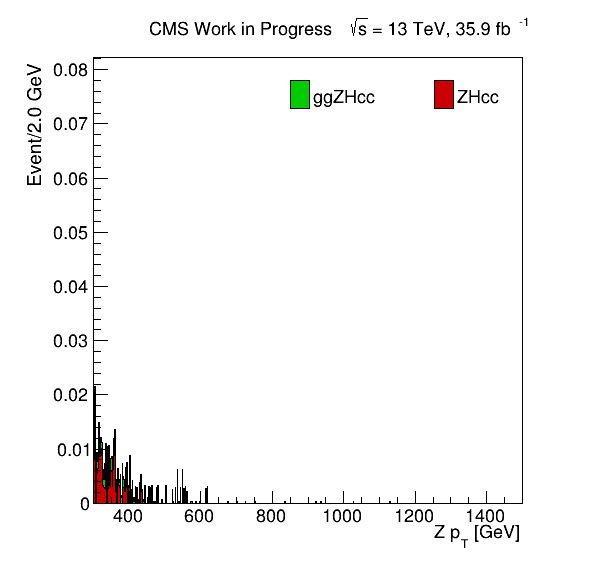 CMS Work in Progress √s = 13 TeV, 35.9 fb -1
Event/2.0 GeV
0.08
0.07
0.06
0.05
0.04
0.03
0.02
0.01
0
ggZHcc ZHcc
400 600 800 1000 1200 1400
Z pT [GeV]